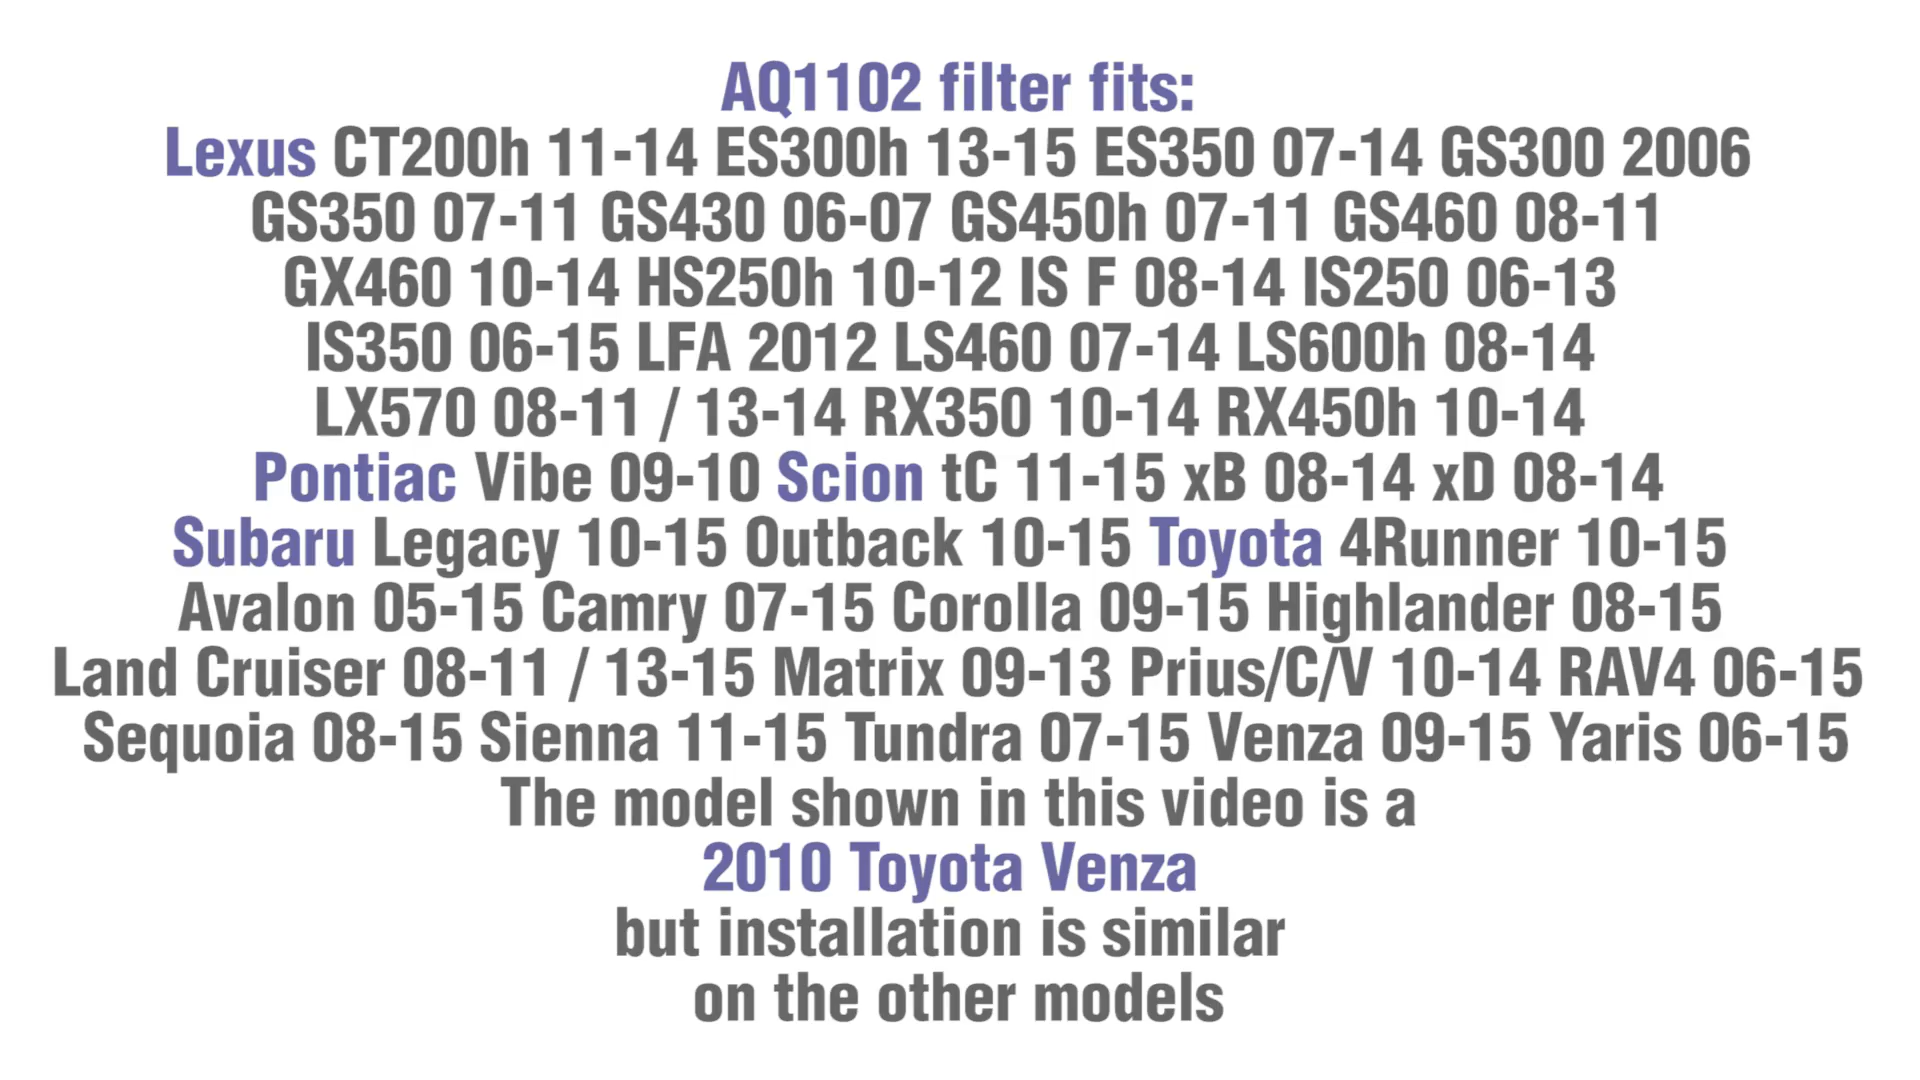 AQ1102 filter fits:
Lexus CT200h 11-14 ES300h 13-15 ES350 07-14 GS300 2006
GS350 07-11 GS430 06-07 GS450h 07-11 GS460 08-11
GX460 10-14 HS250h 10-12 IS F 08-14 IS250 06-13
IS350 06-15 LFA 2012 LS460 07-14 LS600h 08-14
LX570 08-11 / 13-14 RX350 10-14 RX450h 10-14
Pontiac Vibe 09-10 Scion tC 11-15 xB 08-14 xD 08-14
Subaru Legacy 10-15 Outback 10-15 Toyota 4Runner 10-15
Avalon 05-15 Camry 07-15 Corolla 09-15 Highlander 08-15
Land Cruiser 08-11 / 13-15 Matrix 09-13 Prius/C/V 10-14 RAV4 06-15
Sequoia 08-15 Sienna 11-15 Tundra 07-15 Venza 09-15 Yaris 06-15
The model shown in this video is a
2010 Toyota Venza
but installation is similar
on the other models